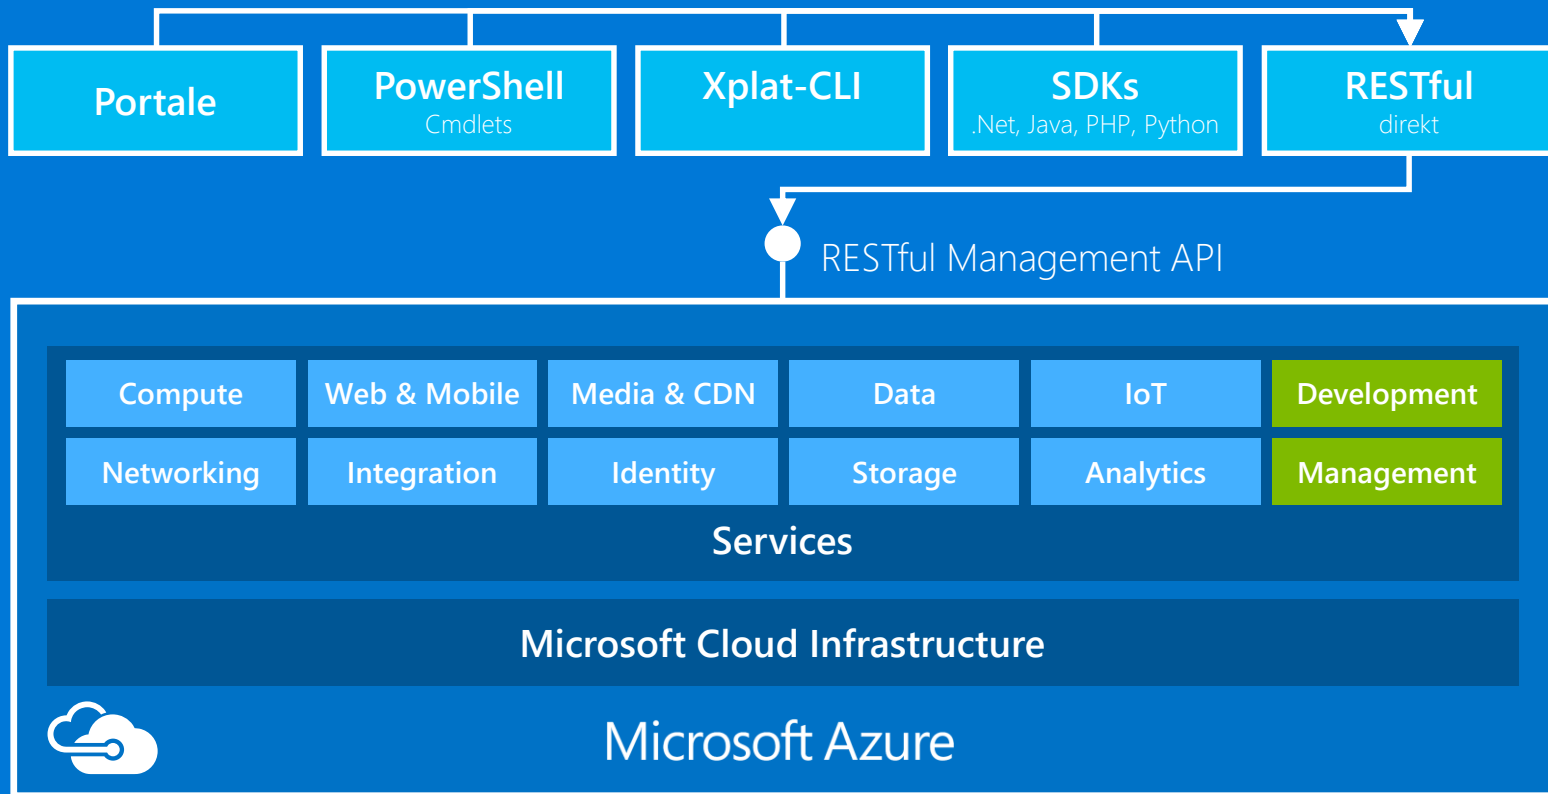 Portale
PowerShell
Cmdlets
Xplat-CLI
SDKs
.Net, Java, PHP, Python
RESTful
direkt
RESTful Management API
Compute
Web & Mobile
Media & CDN
Data
IoT
Development
Networking
Integration
Identity
Storage
Analytics
Management
Services
Microsoft Cloud Infrastructure
Microsoft Azure